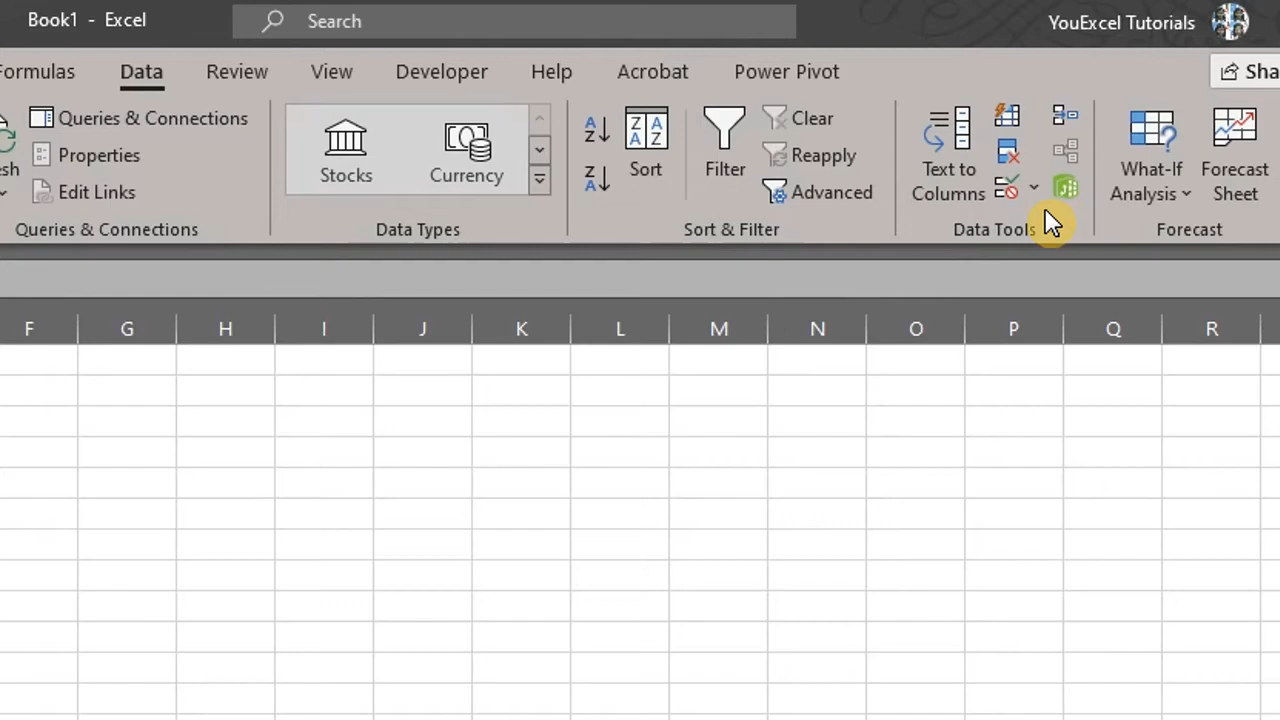 Book1 - Excel
Search
YouExcel Tutorials
Formulas
Data
Review
View
Developer
Help
Acrobat
Power Pivot
Sha
Queries & Connections
Properties
Edit Links
Queries & Connections
Stocks
Currency
Data Types
A
Z
Z
A
Z A
A Z
Sort
Filter
Clear
Reapply
Advanced
Sort & Filter
Text to
Columns
Data Tools
What-If
Analysis
Forecast
Sheet
Forecast
F G H I J K L M N O P Q R